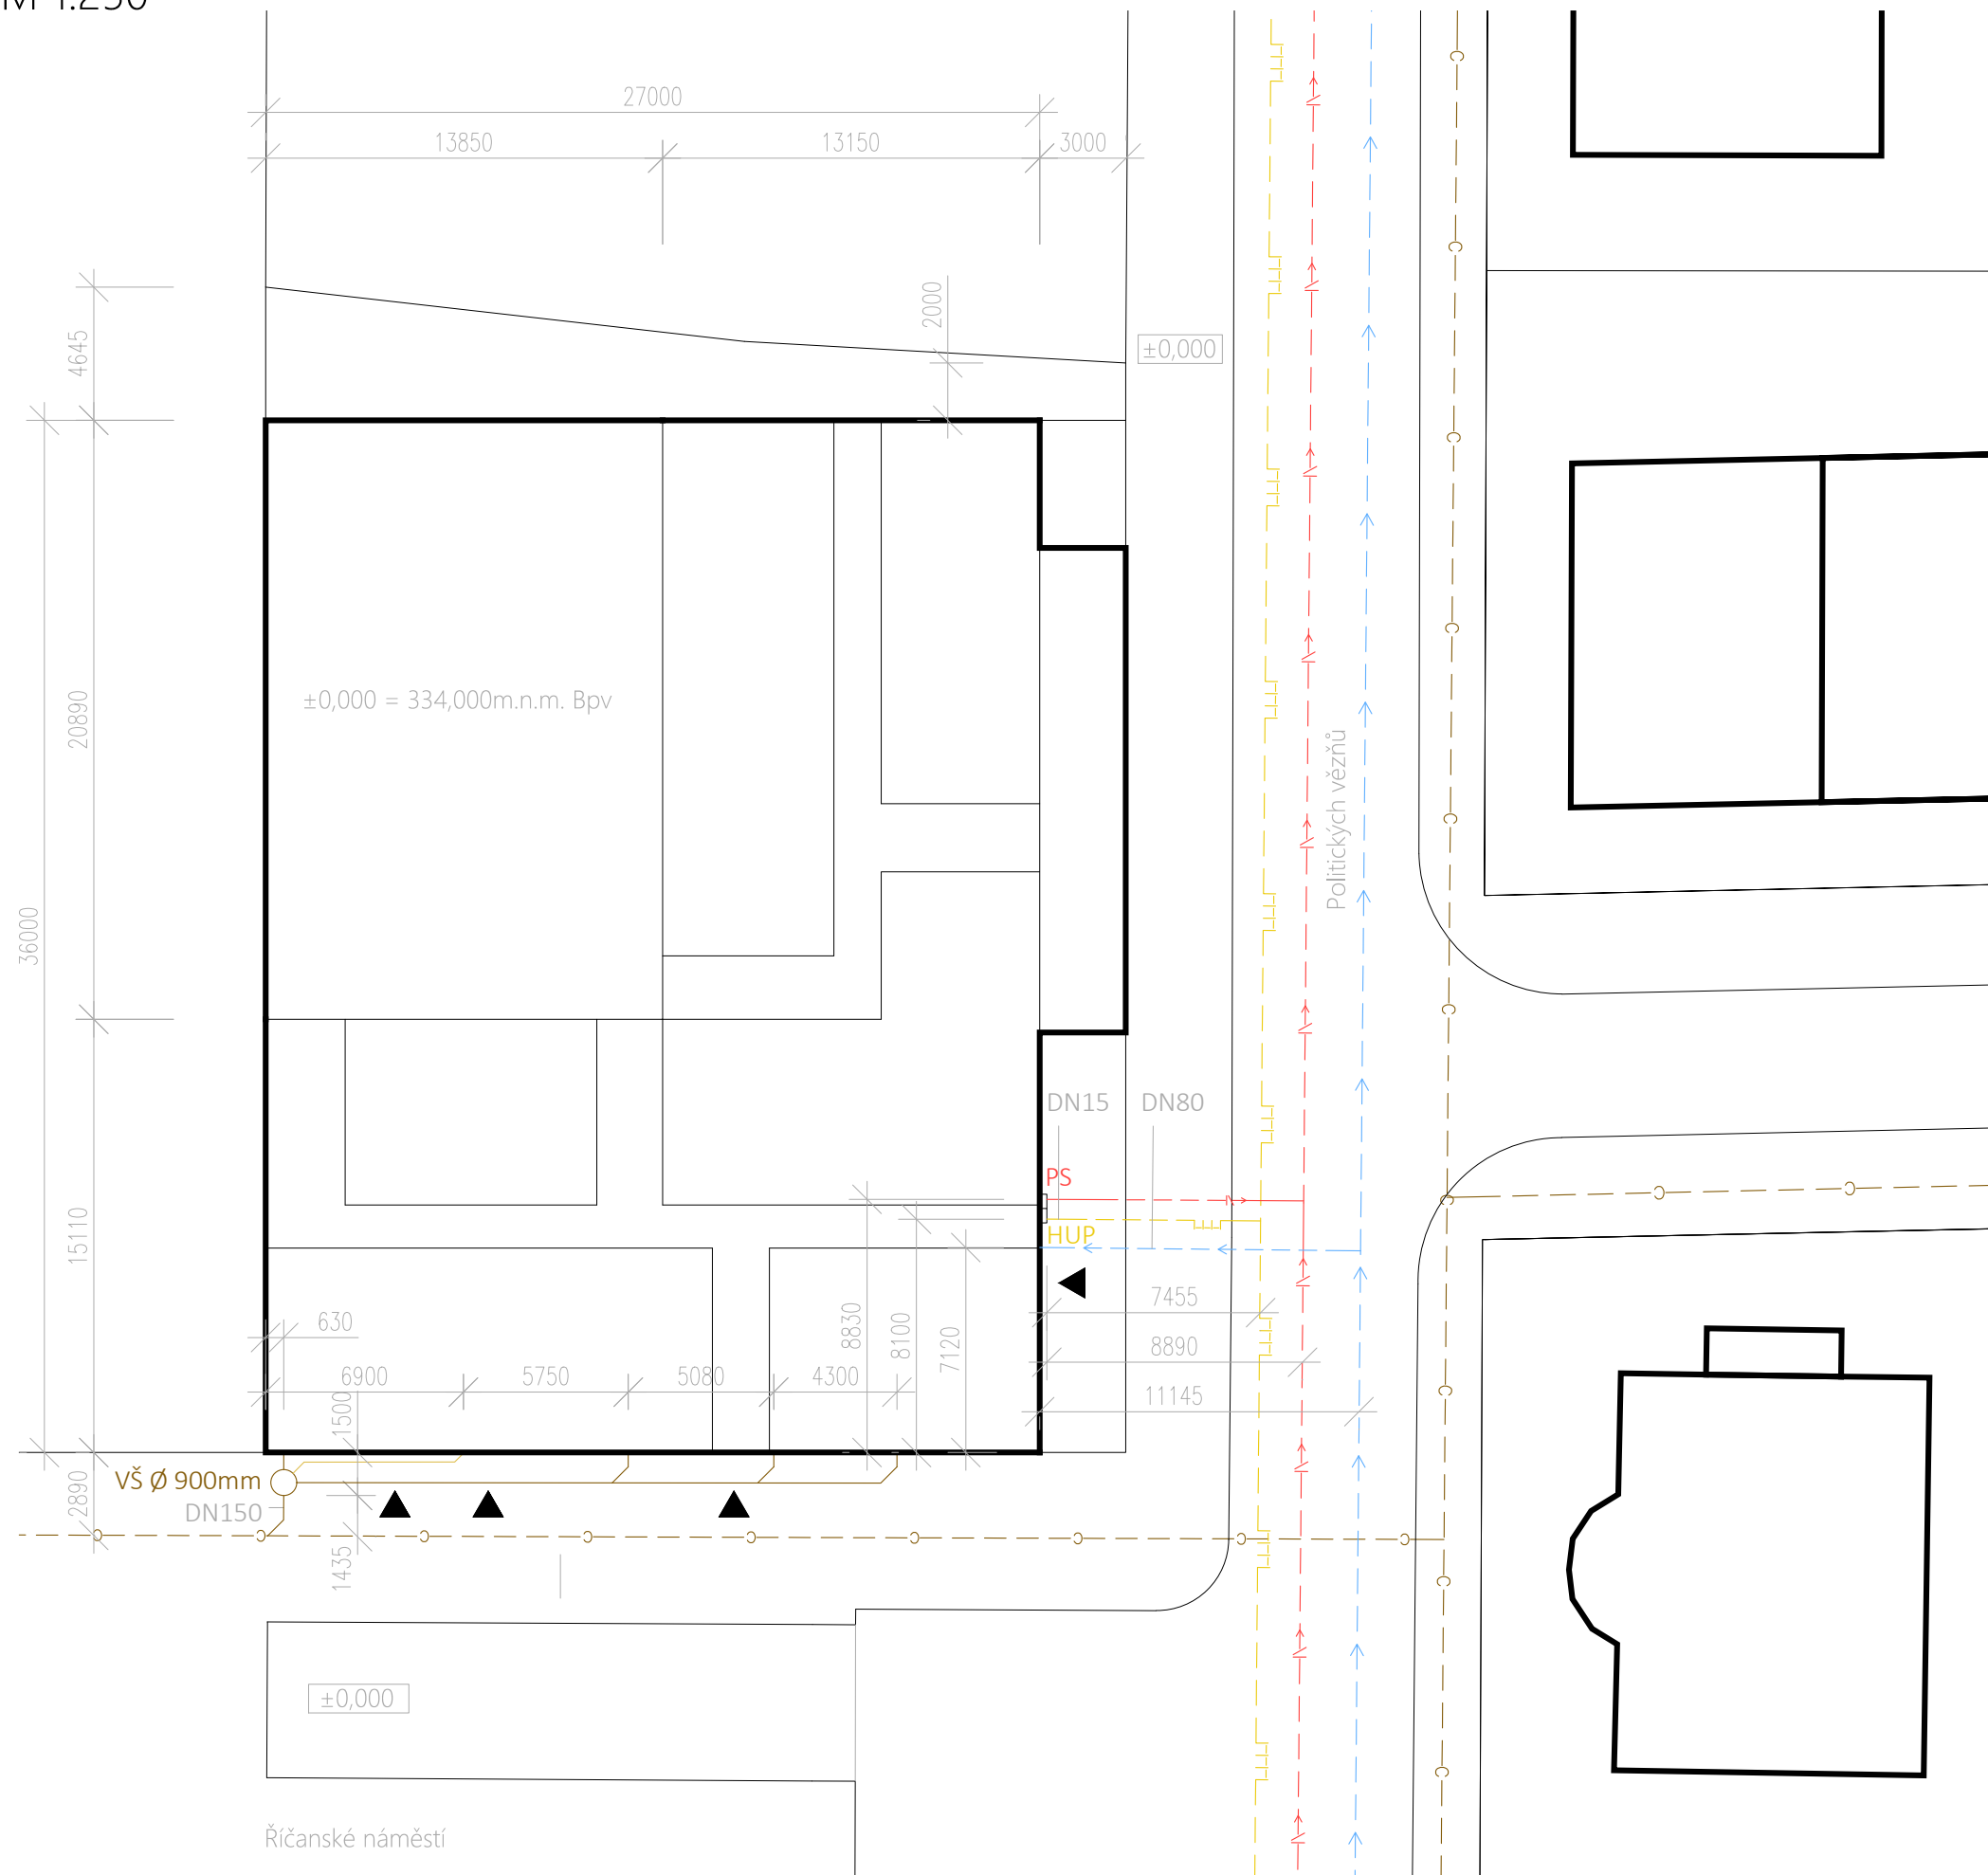 M 1:250
27000
13850
13150
3000
2000
4645
±0,000
20890
±0,000 = 334,000m.n.m. Bpv
Politických vězňů
36000
DN15
DN80
PS
HUP
15110
630
8830
8100
7120
7455
8890
11145
6900
5750
5080
4300
1500
VŠ Ø 900mm
DN150
2890
1435
±0,000
Říčanské náměstí